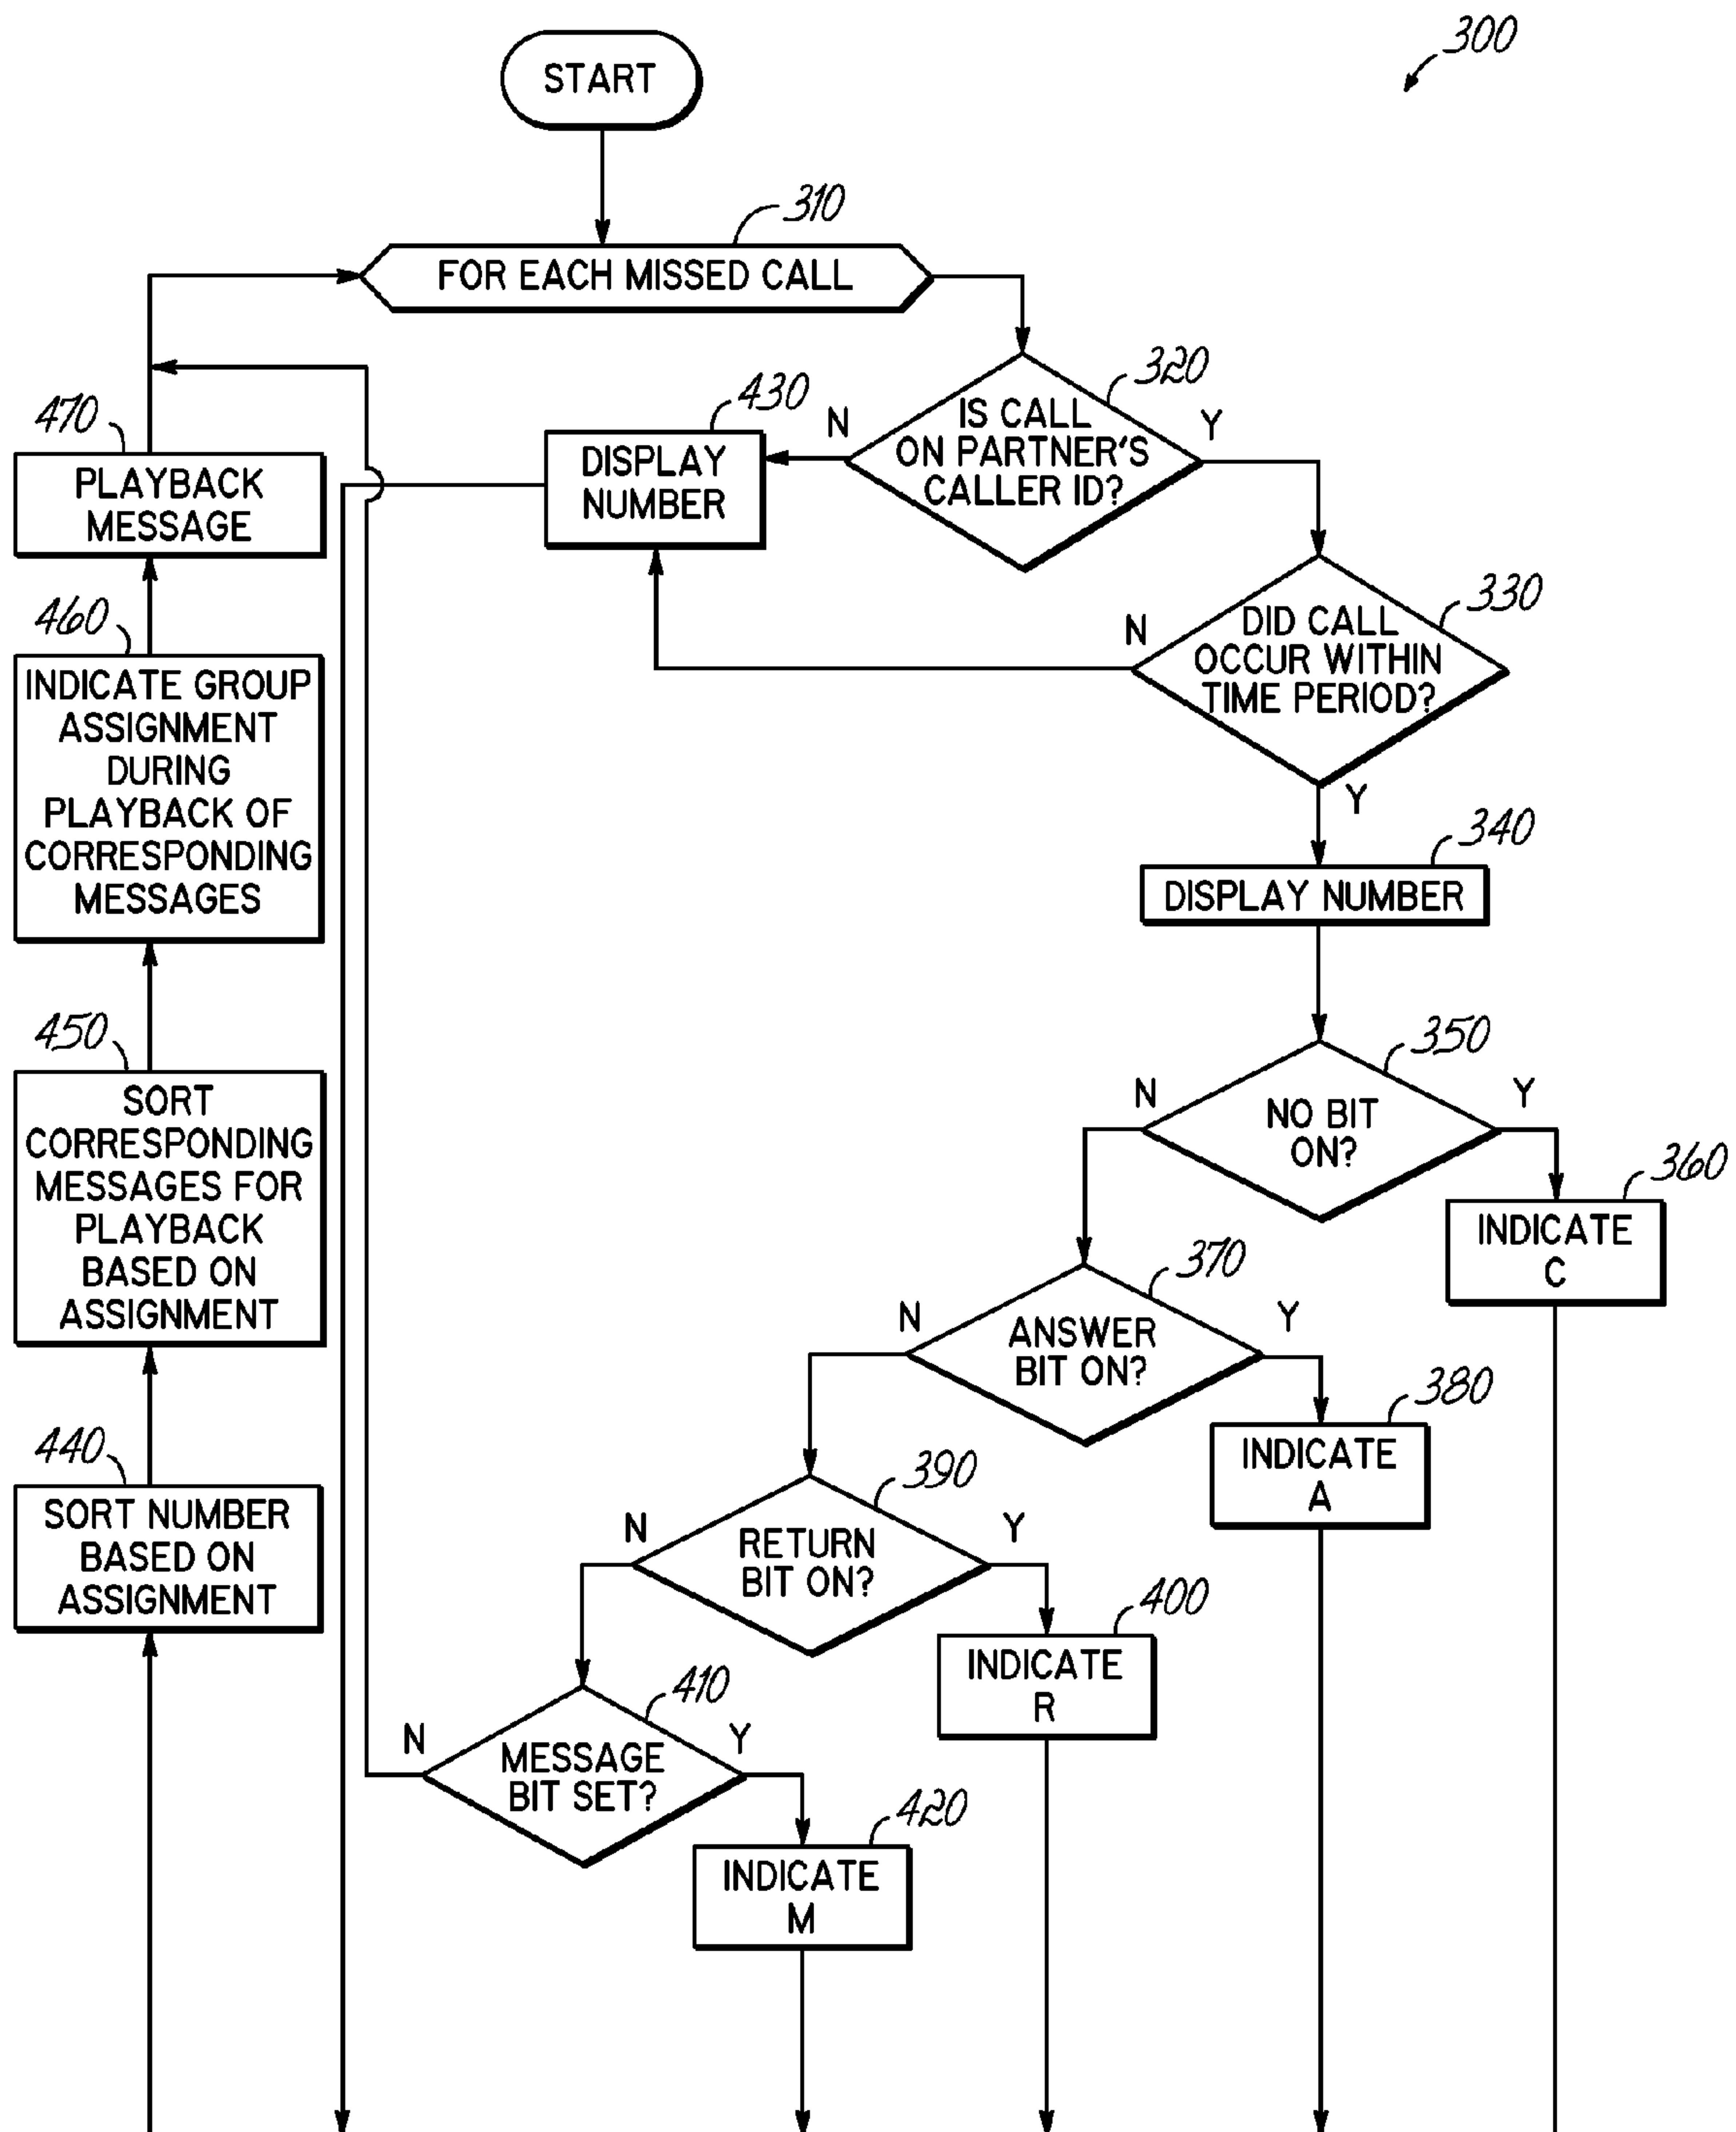 300
START
310
FOR EACH MISSED CALL
320
IS CALL
ON PARTNER'S
CALLER ID?
N
Y
430
DISPLAY
NUMBER
470
PLAYBACK
MESSAGE
330
DID CALL
OCCUR WITHIN
TIME PERIOD?
N
Y
460
INDICATE GROUP
ASSIGNMENT
DURING
PLAYBACK OF
CORRESPONDING
MESSAGES
340
DISPLAY NUMBER
350
NO BIT
ON?
N
Y
450
SORT
CORRESPONDING
MESSAGES FOR
PLAYBACK
BASED ON
ASSIGNMENT
360
INDICATE
C
370
ANSWER
BIT ON?
N
Y
380
INDICATE
A
440
SORT NUMBER
BASED ON
ASSIGNMENT
390
RETURN
BIT ON?
N
Y
400
INDICATE
R
410
MESSAGE
BIT SET?
N
Y
420
INDICATE
M